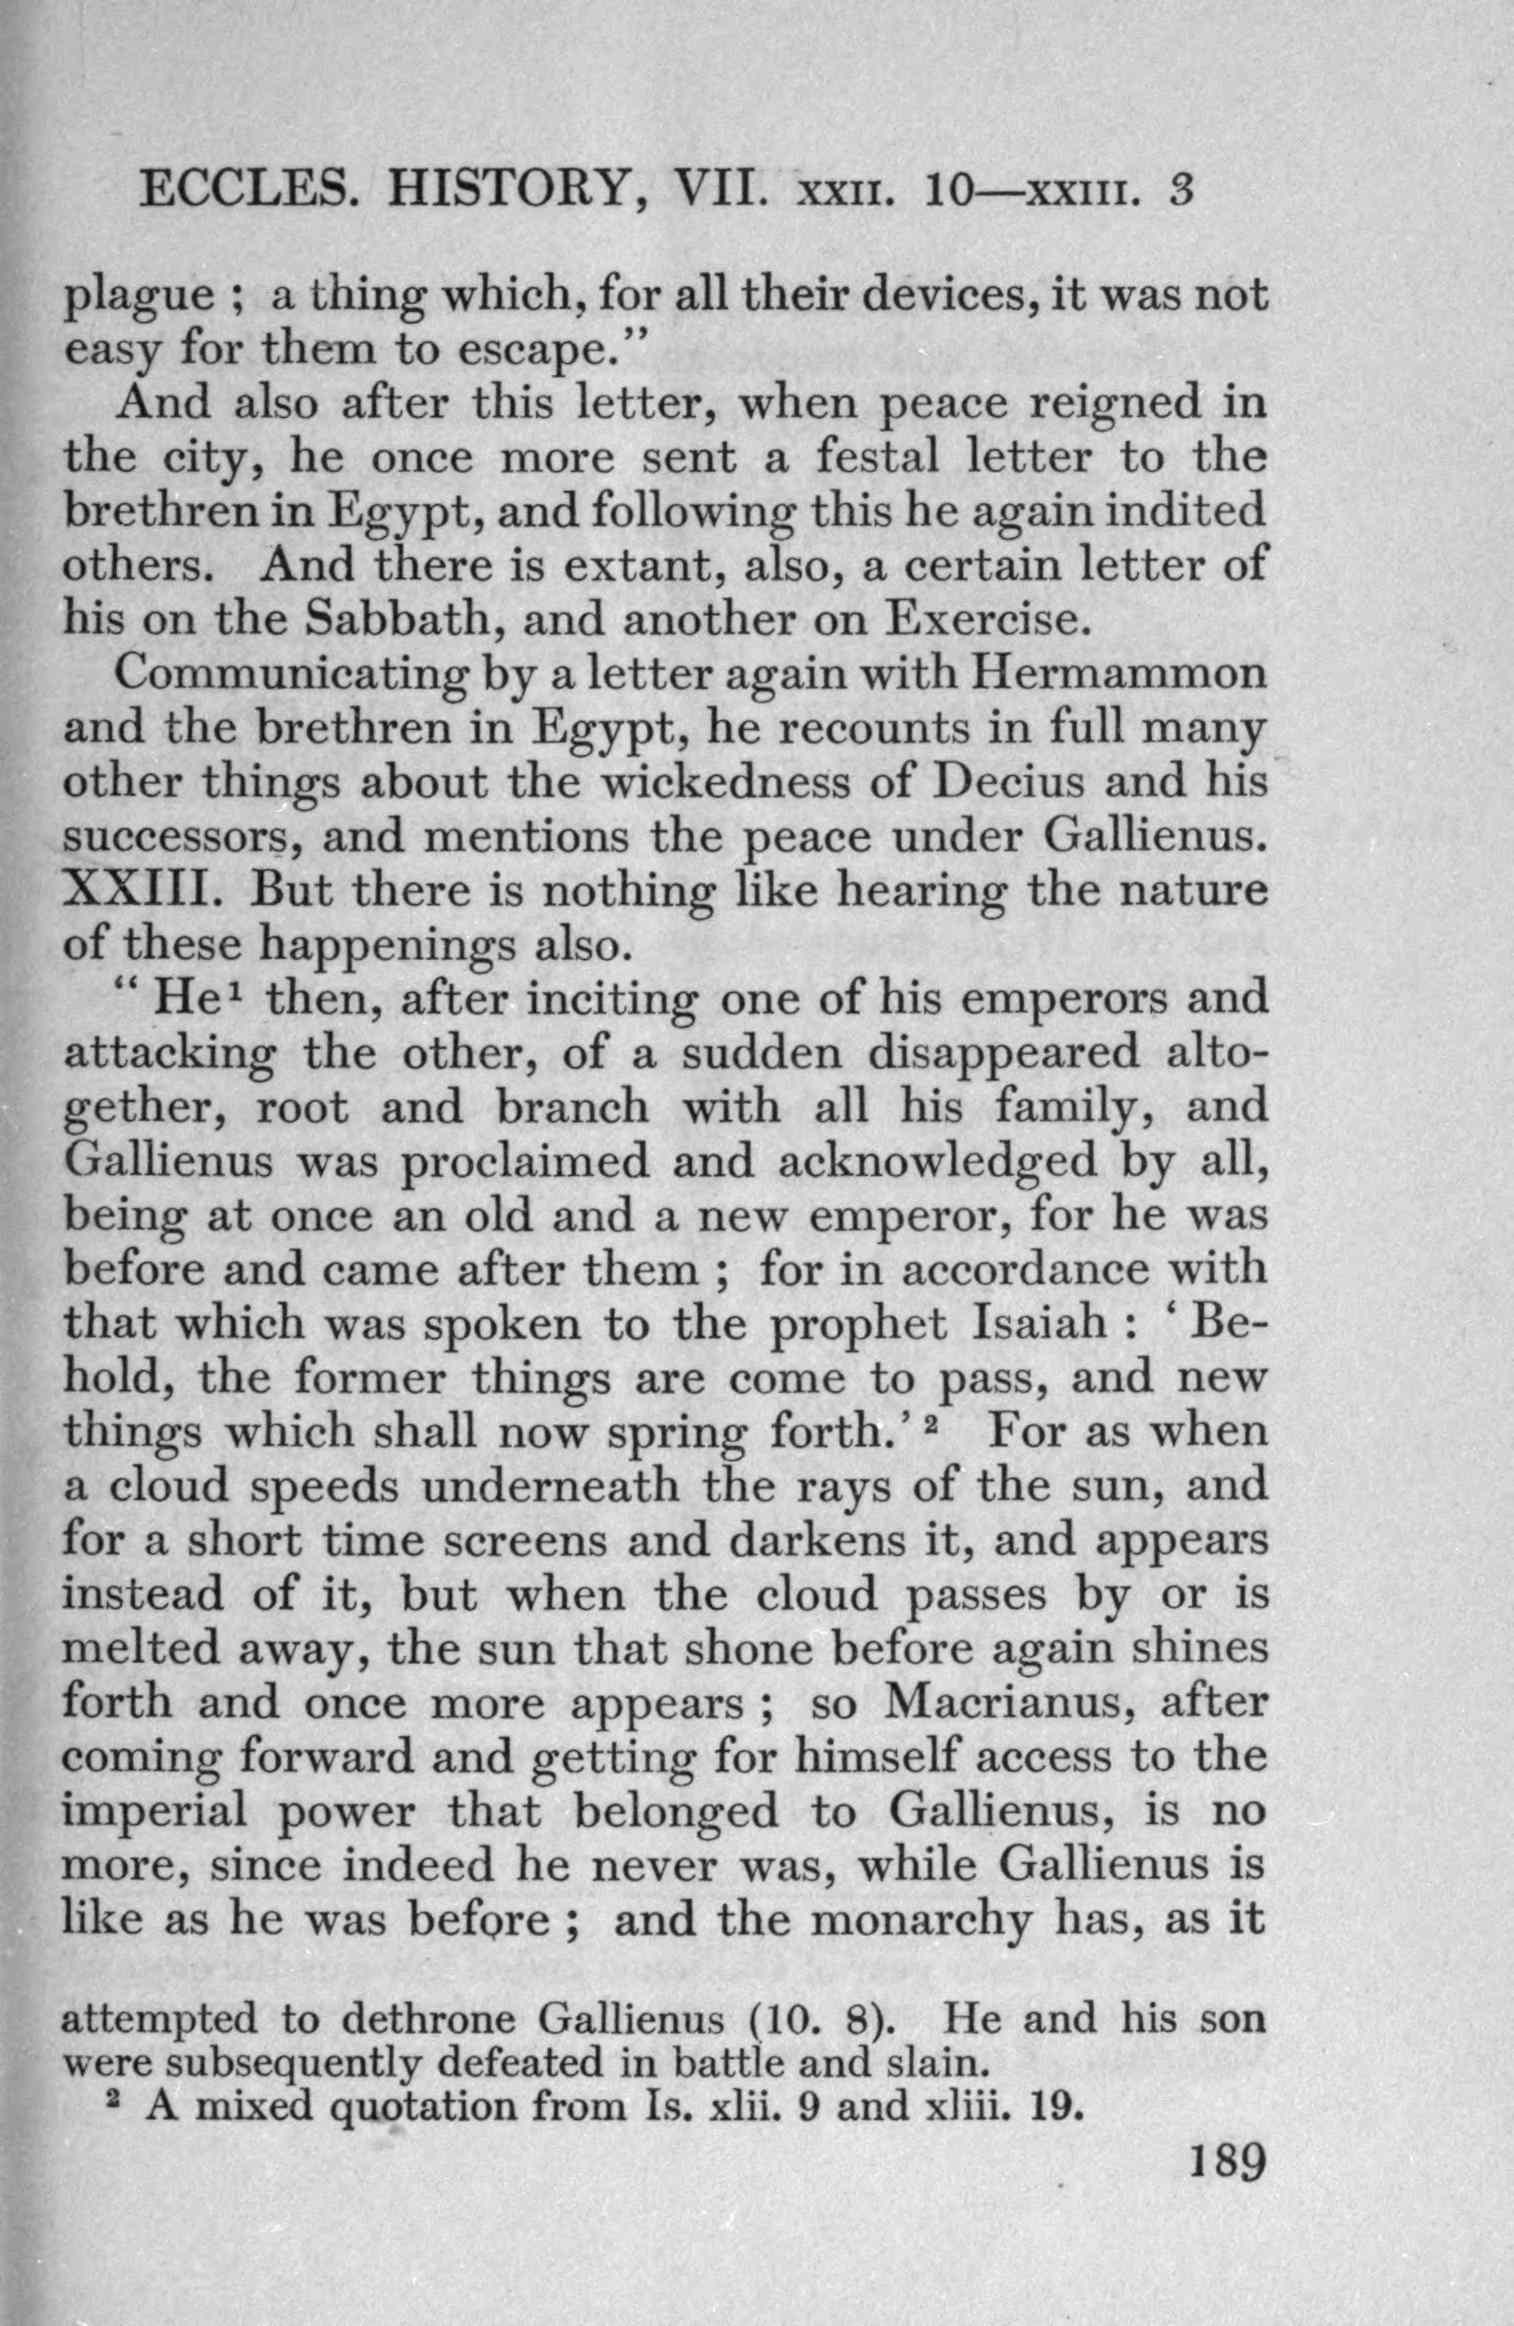 ECCLES. HISTORY, VII. XXII. 10—XXIII. 3
plague ; a thing which, for all their devices, it was not
easy for them to escape.”
And also after this letter, when peace reigned in
the city, he once more sent a festal letter to the
brethren in Egypt, and following this he again indited
others. And there is extant, also, a certain letter of
his on the Sabbath, and another on Exercise.
Communicating by a letter again with Hermammon
and the brethren in Egypt, he recounts in full many
other things about the wickedness of Decius and his
successors, and mentions the peace under Gallienus.
XXIII. But there is nothing like hearing the nature
of these happenings also.
“ He¹ then, after inciting one of his emperors and
attacking the other, of a sudden disappeared alto-
gether, root and branch with all his family, and
Gallienus was proclaimed and acknowledged by all,
being at once an old and a new emperor, for he was
before and came after them ; for in accordance with
that which was spoken to the prophet Isaiah : ‘ Be-
hold, the former things are come to pass, and new
things which shall now spring forth.’ ² For as when
a cloud speeds underneath the rays of the sun, and
for a short time screens and darkens it, and appears
instead of it, but when the cloud passes by or is
melted away, the sun that shone before again shines
forth and once more appears ; so Macrianus, after
coming forward and getting for himself access to the
imperial power that belonged to Gallienus, is no
more, since indeed he never was, while Gallienus is
like as he was before ; and the monarchy has, as it
attempted to dethrone Gallienus (10. 8). He and his son
were subsequently defeated in battle and slain.
² A mixed quotation from Is. xlii. 9 and xliii. 19.
189